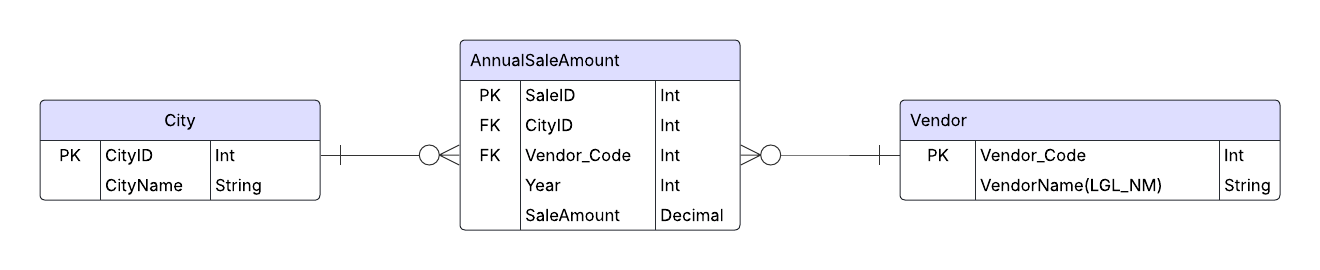 City
PK CityID Int
CityName String
AnnualSaleAmount
PK SaleID Int
FK CityID Int
FK Vendor_Code Int
Year Int
SaleAmount Decimal
Vendor
PK Vendor_Code Int
VendorName(LGL_NM) String